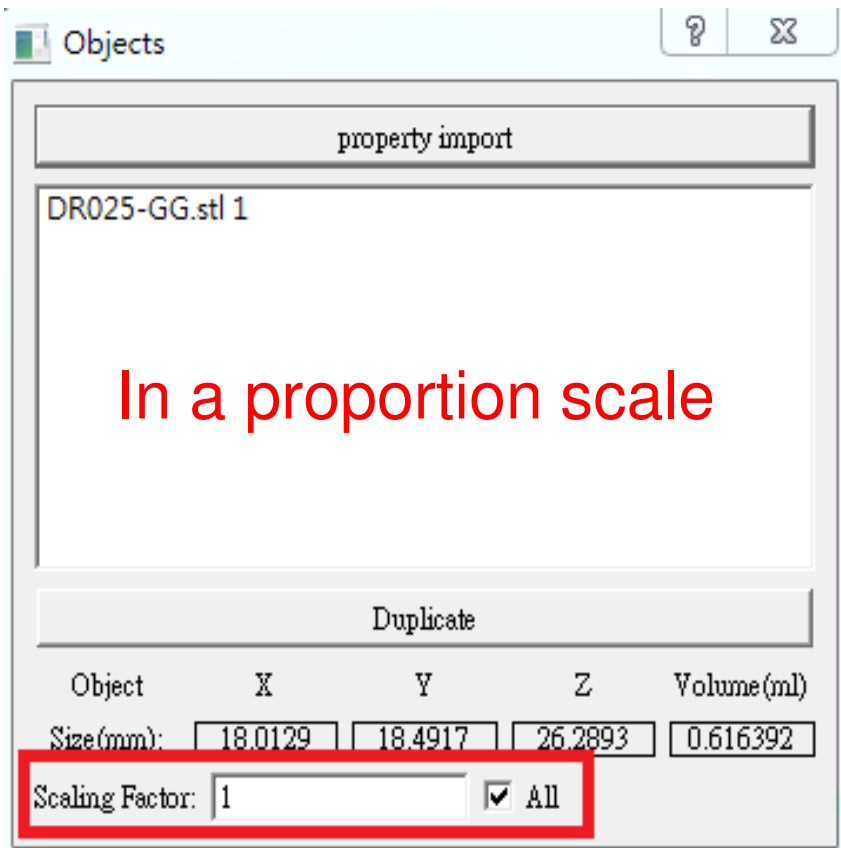 Objects
property import
DR025-GG.stl 1
In a proportion scale
Duplicate
Object X Y Z Volume(ml)
Size(mm): 18.0129 18.4917 26.2893 0.616392
Scaling Factor: 1 All